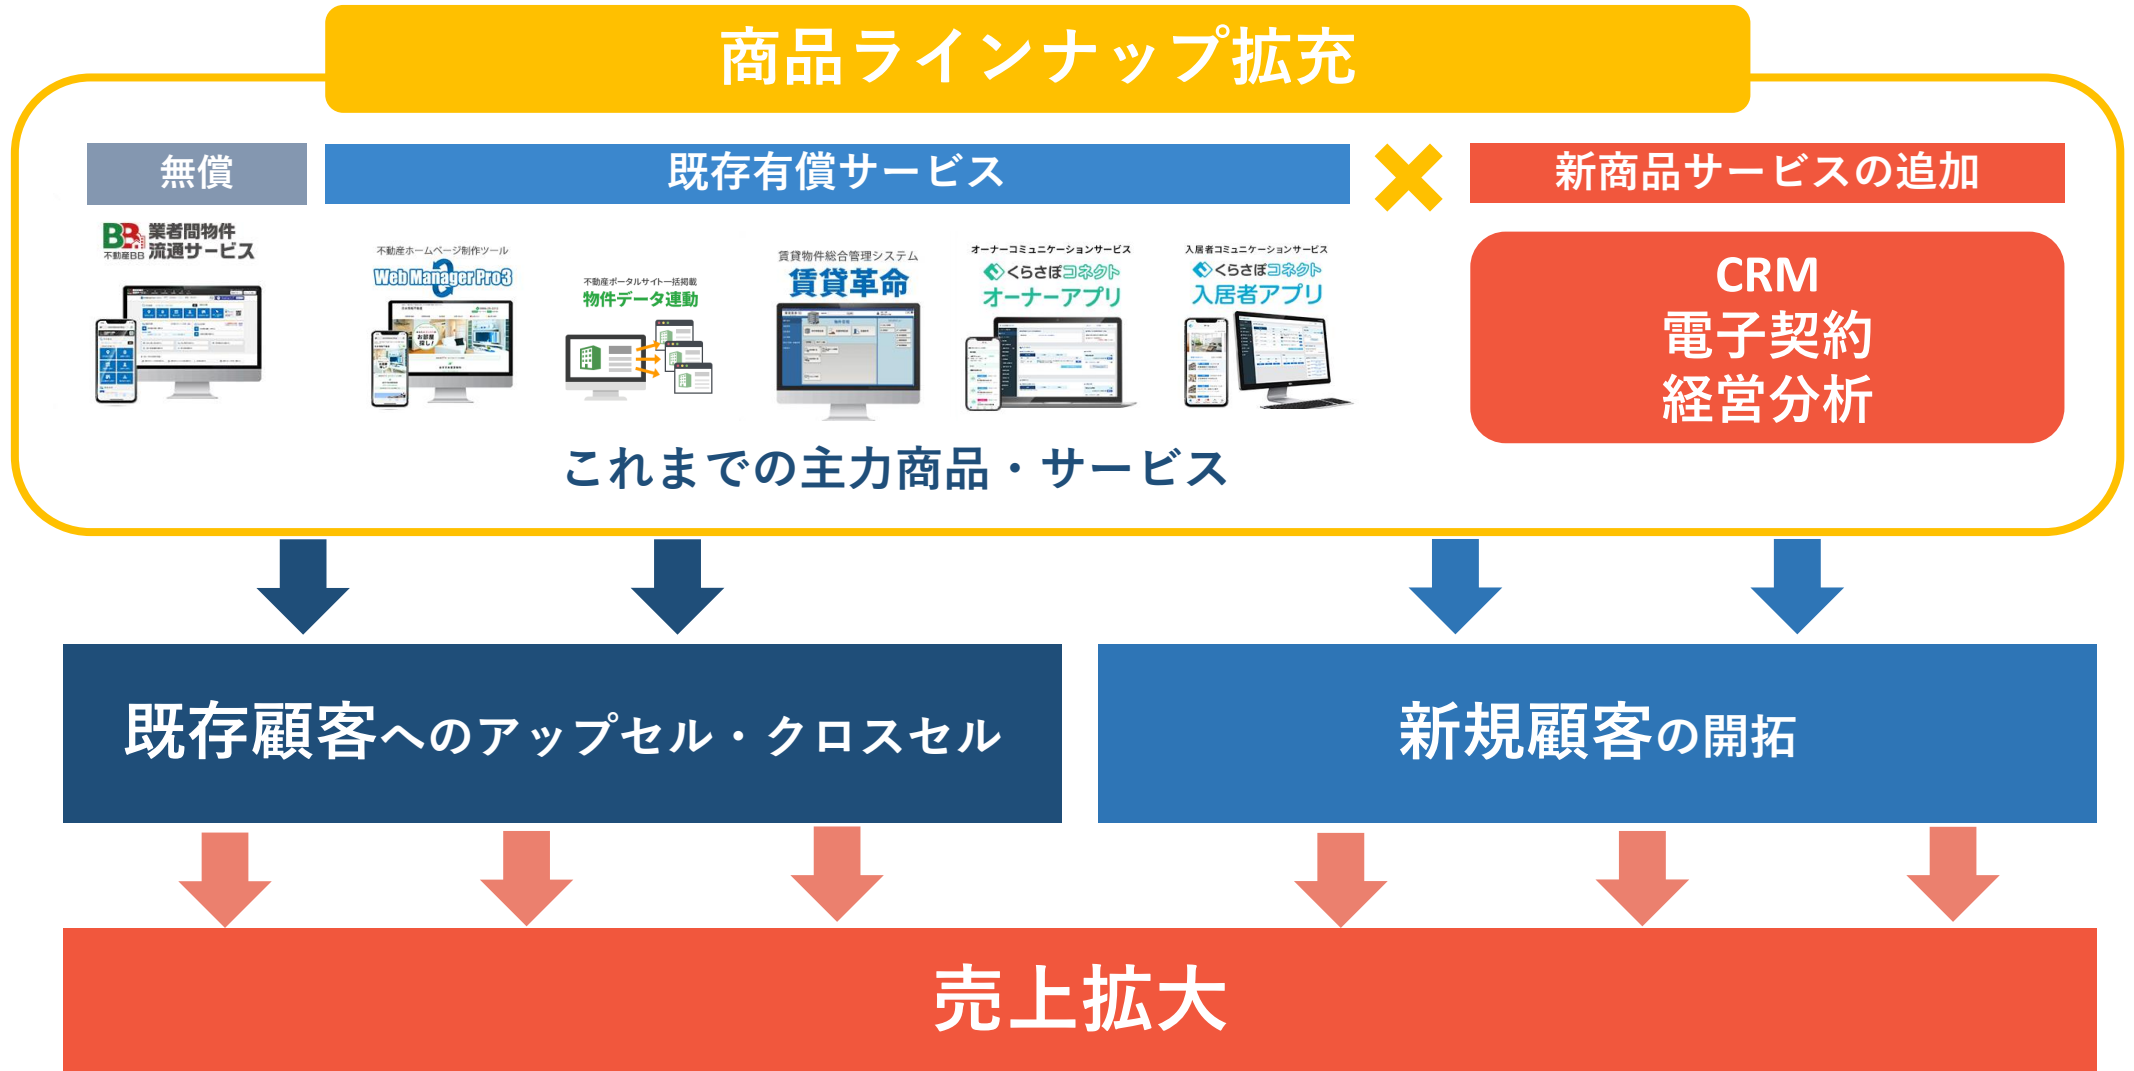 商品ラインナップ拡充
無償
既存有償サービス
新商品サービスの追加
BB
不動産BB
業者間物件
流通サービス
不動産ホームページ制作ツール
Web Manager Pro3
お部屋
探し!
不動産ポータルサイト一括掲載
物件データ連動
賃貸物件総合管理システム
賃貸革命
オーナーコミュニケーションサービス
くらさぽコネクト
オーナーアプリ
入居者コミュニケーションサービス
くらさぽコネクト
入居者アプリ
CRM
電子契約
経営分析
これまでの主力商品・サービス
既存顧客へのアップセル・クロスセル
新規顧客の開拓
売上拡大